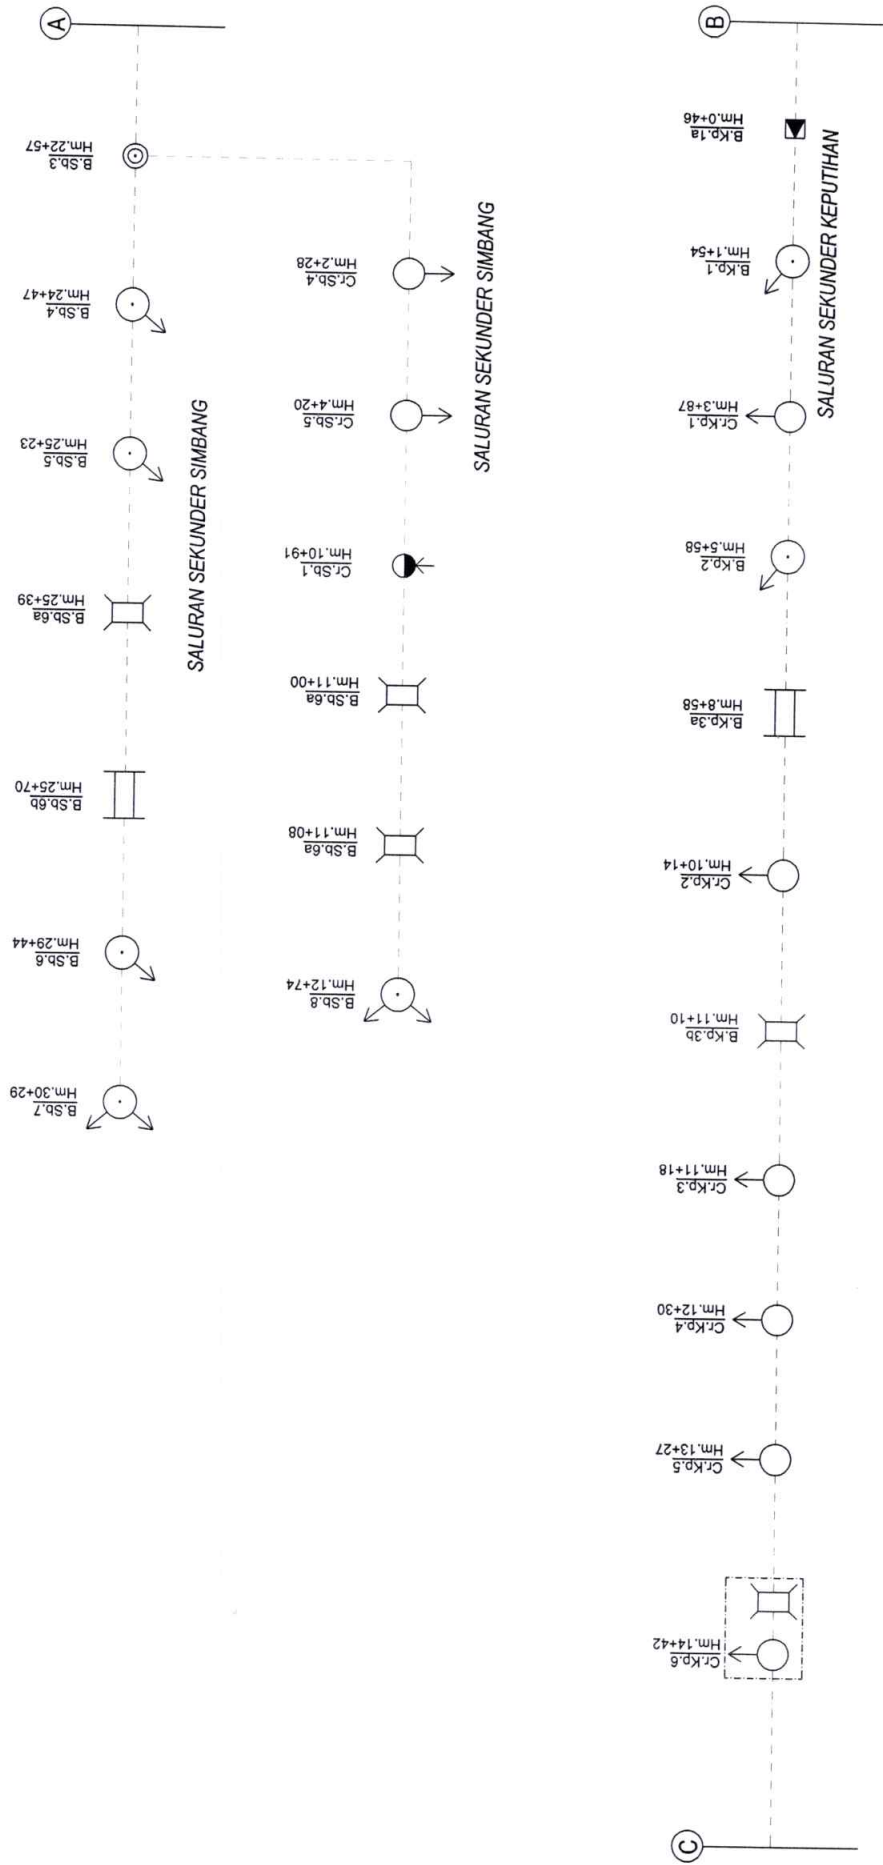 A
B.Sb.3
Hm.22+57
B.Sb.4
Hm.24+47
B.Sb.5
Hm.25+23
B.Sb.6a
Hm.25+39
B.Sb.6b
Hm.25+70
B.Sb.6
Hm.29+44
B.Sb.7
Hm.30+29
SALURAN SEKUNDER SIMBANG
Cr.Sb.4
Hm.2+28
Cr.Sb.5
Hm.4+20
Cr.Sb.1
Hm.10+91
B.Sb.6a
Hm.11+00
B.Sb.6a
Hm.11+08
B.Sb.8
Hm.12+74
SALURAN SEKUNDER SIMBANG
B
B.Kp.1a
Hm.0+46
B.Kp.1
Hm.1+54
Cr.Kp.1
Hm.3+87
B.Kp.2
Hm.5+58
B.Kp.3a
Hm.8+58
Cr.Kp.2
Hm.10+14
B.Kp.3b
Hm.11+10
Cr.Kp.3
Hm.11+18
Cr.Kp.4
Hm.12+30
Cr.Kp.5
Hm.13+27
Cr.Kp.6
Hm.14+42
SALURAN SEKUNDER KEPUTIHAN
C